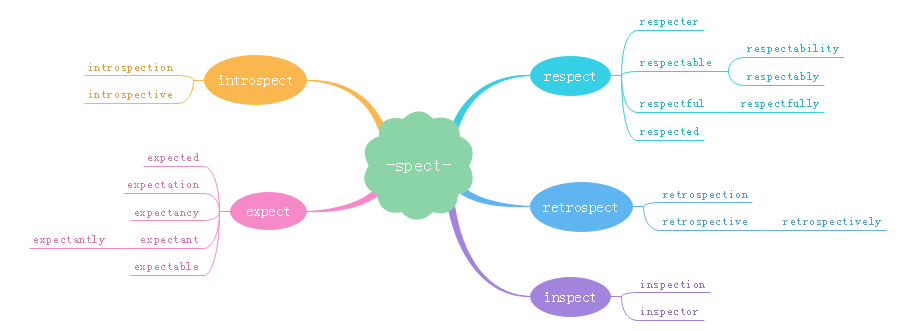 -spect-
introspect
introspection
introspective
expect
expected
expectation
expectancy
expectant
expectantly
expectable
respect
respecter
respectable
respectability
respectably
respectful
respectfully
respected
retrospect
retrospection
retrospective
retrospectively
inspect
inspection
inspector